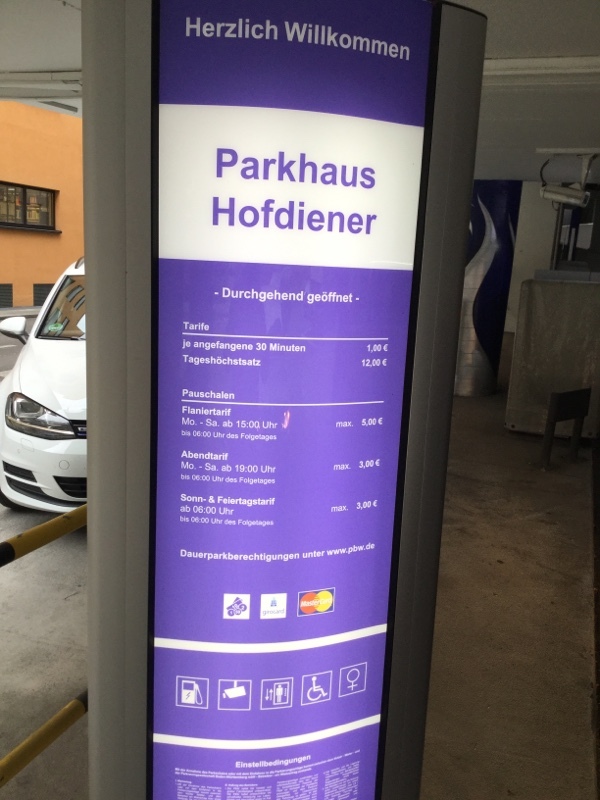 Herzlich Willkommen
Parkhaus
Hofdiener
- Durchgehend geöffnet -
Tarife
je angefangene 30 Minuten 1,00 €
Tageshöchstsatz 12,00 €
Pauschalen
Flaniertarif
Mo. - Sa. ab 15:00 Uhr max. 5,00 €
bis 06:00 Uhr des Folgetages
Abendtarif
Mo. - Sa. ab 19:00 Uhr max. 3,00 €
bis 06:00 Uhr des Folgetages
Sonn- & Feiertagstarif
ab 06:00 Uhr max. 3,00 €
bis 06:00 Uhr des Folgetages
Dauerparkberechtigungen unter www.pbw.de
MasterCard
Einstellbedingungen